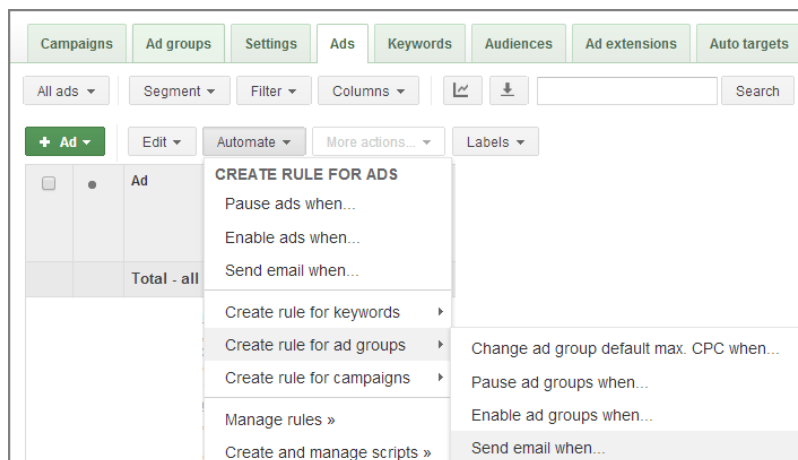 Campaigns Ad groups Settings Ads Keywords Audiences Ad extensions Auto targets
All ads Segment Filter Columns Search
+ Ad Edit Automate More actions... Labels
Ad
Total - all
CREATE RULE FOR ADS
Pause ads when...
Enable ads when...
Send email when...
Create rule for keywords
Create rule for ad groups
Create rule for campaigns
Manage rules »
Create and manage scripts »
Change ad group default max. CPC when...
Pause ad groups when...
Enable ad groups when...
Send email when...